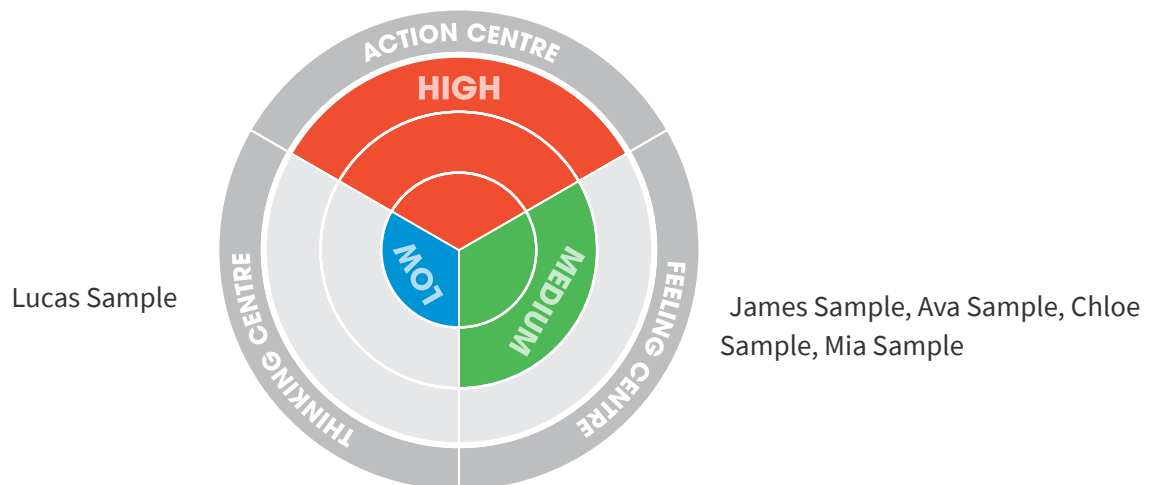 ACTION CENTRE
HIGH
LOW
MEDIUM
THINKING CENTRE
FEELING CENTRE
Lucas Sample
James Sample, Ava Sample, Chloe
Sample, Mia Sample